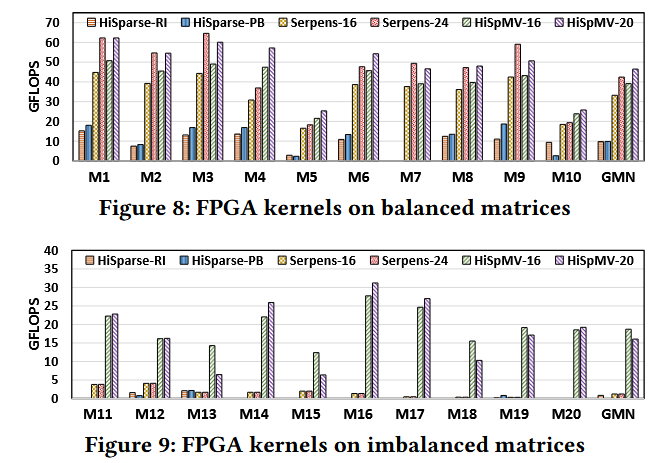 HiSparse-RI HiSparse-PB Serpens-16 Serpens-24 HiSpMV-16 HiSpMV-20
70
60
50
40
30
20
10
0
GFLOPS
M1 M2 M3 M4 M5 M6 M7 M8 M9 M10 GMN
Figure 8: FPGA kernels on balanced matrices
HiSparse-RI HiSparse-PB Serpens-16 Serpens-24 HiSpMV-16 HiSpMV-20
40
35
30
25
20
15
10
5
0
GFLOPS
M11 M12 M13 M14 M15 M16 M17 M18 M19 M20 GMN
Figure 9: FPGA kernels on imbalanced matrices